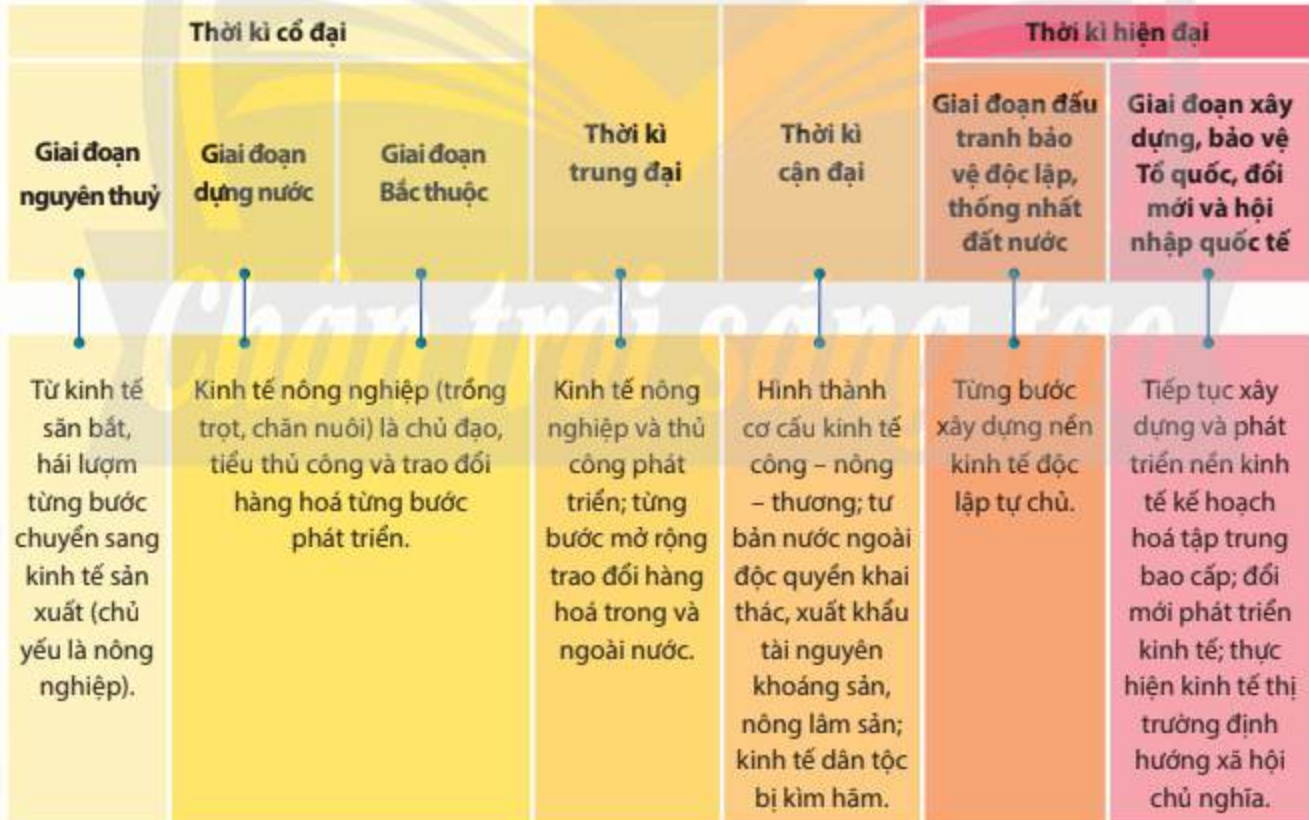 Thời kì cổ đại
Thời kì hiện đại
Giai đoạn
nguyên thuỷ
Giai đoạn
dựng nước
Giai đoạn
Bắc thuộc
Thời kì
trung đại
Thời kì
cận đại
Giai đoạn đấu
tranh bảo
vệ độc lập,
thống nhất
đất nước
Giai đoạn xây
dựng, bảo vệ
Tổ quốc, đổi
mới và hội
nhập quốc tế
Chân trời sáng tạo
Từ kinh tế
săn bắt,
hái lượm
từng bước
chuyển sang
kinh tế sản
xuất (chủ
yếu là nông
nghiệp).
Kinh tế nông nghiệp (trồng
trọt, chăn nuôi) là chủ đạo,
tiểu thủ công và trao đổi
hàng hoá từng bước
phát triển.
Kinh tế nông
nghiệp và thủ
công phát
triển; từng
bước mở rộng
trao đổi hàng
hoá trong và
ngoài nước.
Hình thành
cơ cấu kinh tế
công – nông
– thương; tư
bản nước ngoài
độc quyền khai
thác, xuất khẩu
tài nguyên
khoáng sản,
nông lâm sản;
kinh tế dân tộc
bị kìm hãm.
Từng bước
xây dựng nền
kinh tế độc
lập tự chủ.
Tiếp tục xây
dựng và phát
triển nền kinh
tế kế hoạch
hoá tập trung
bao cấp; đổi
mới phát triển
kinh tế; thực
hiện kinh tế thị
trường định
hướng xã hội
chủ nghĩa.